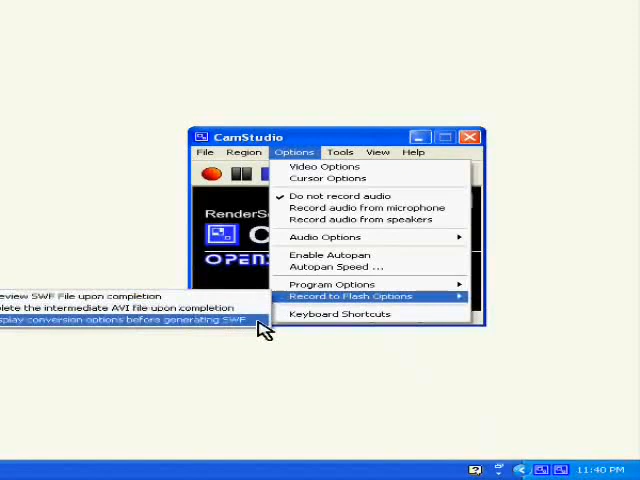 CamStudio
File Region Options Tools View Help
Video Options
Cursor Options
Do not record audio
Record audio from microphone
Record audio from speakers
Audio Options
Enable Autopan
Autopan Speed ...
Program Options
Record to Flash Options
Keyboard Shortcuts
RenderSo
C
OPENS
eview SWF File upon completion
lete the intermediate AVI file upon completion
splay conversion options before generating SWF
11:40 PM